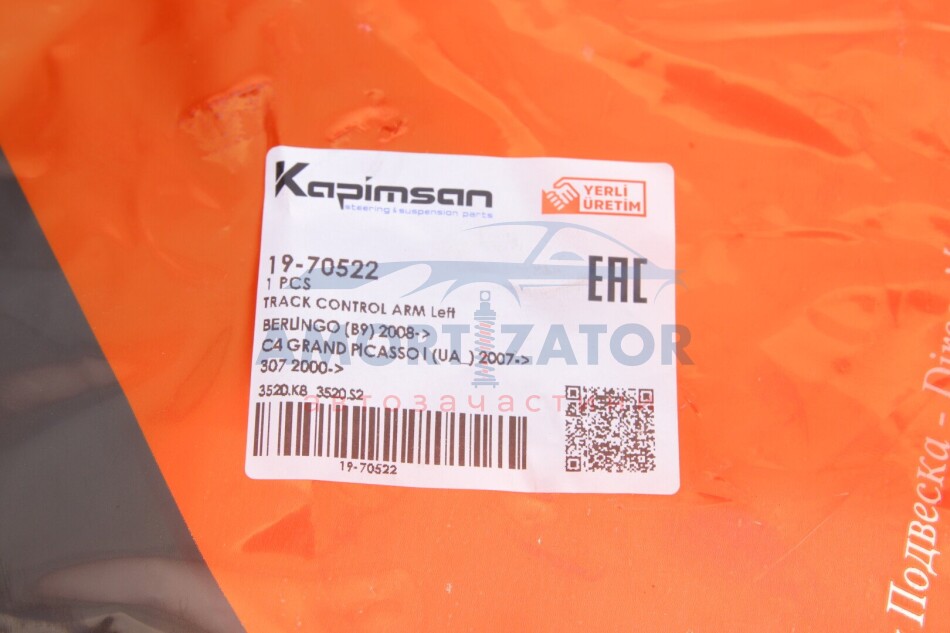 Kapimsan
steering & suspension parts
YERLİ
ÜRETİM
19-70522
1 PCS
EAC
TRACK CONTROL ARM Left
BERLINGO (B9) 2008->
C4 GRAND PICASSO I (UA_) 2007->
307 2000->
3520.K8 3520.S2
19-70522
AMORTIZATOR
автозапчасти
Подвеска - Dir